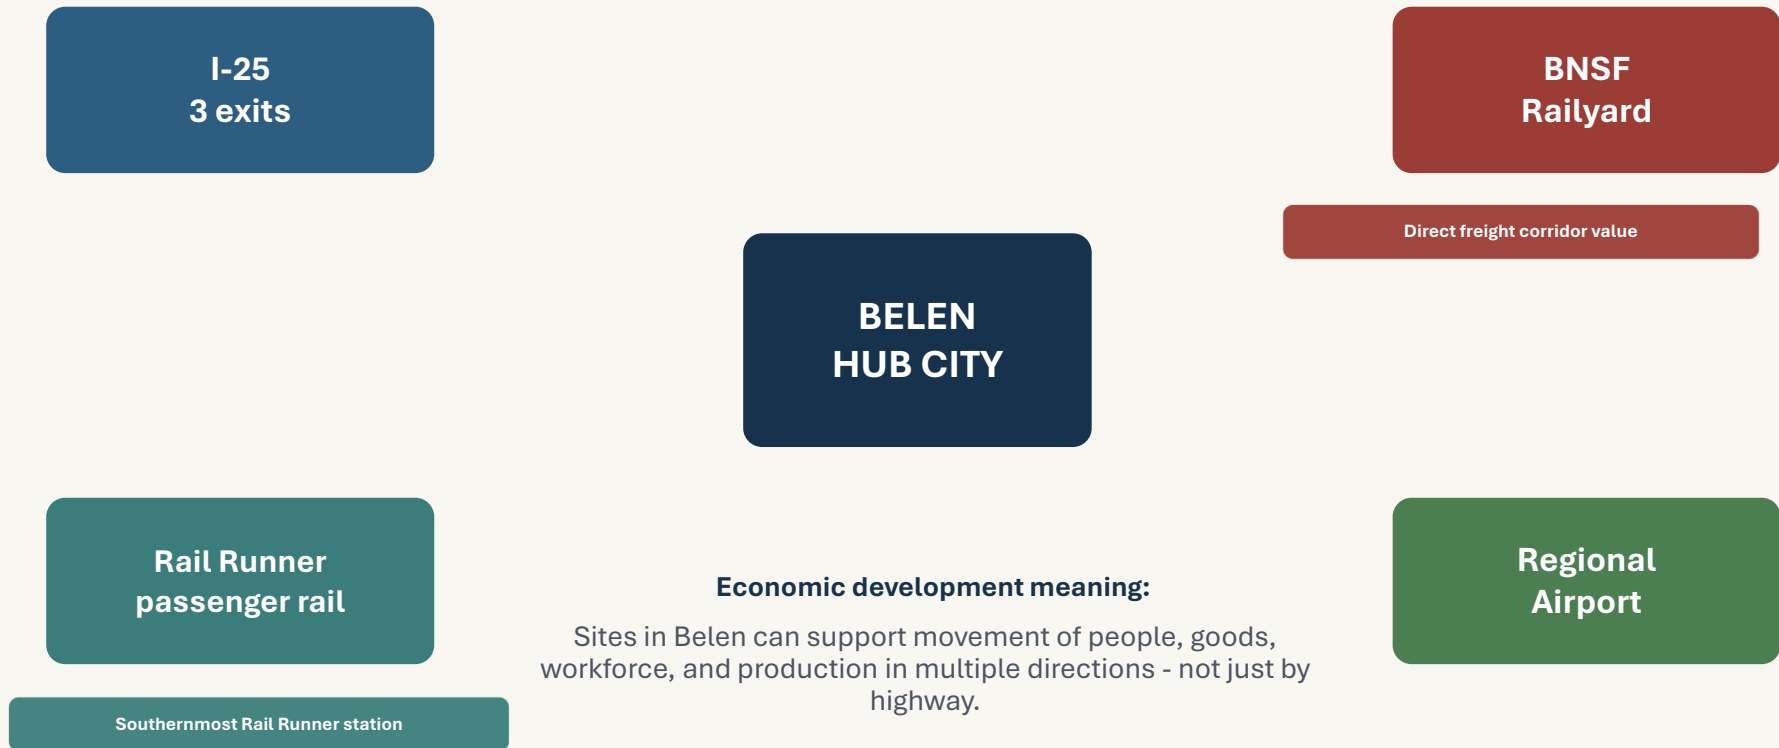 I-25
3 exits
BNSF
Railyard
Direct freight corridor value
BELEN
HUB CITY
Rail Runner
passenger rail
Southernmost Rail Runner station
Economic development meaning:
Sites in Belen can support movement of people, goods,
workforce, and production in multiple directions - not just by
highway.
Regional
Airport